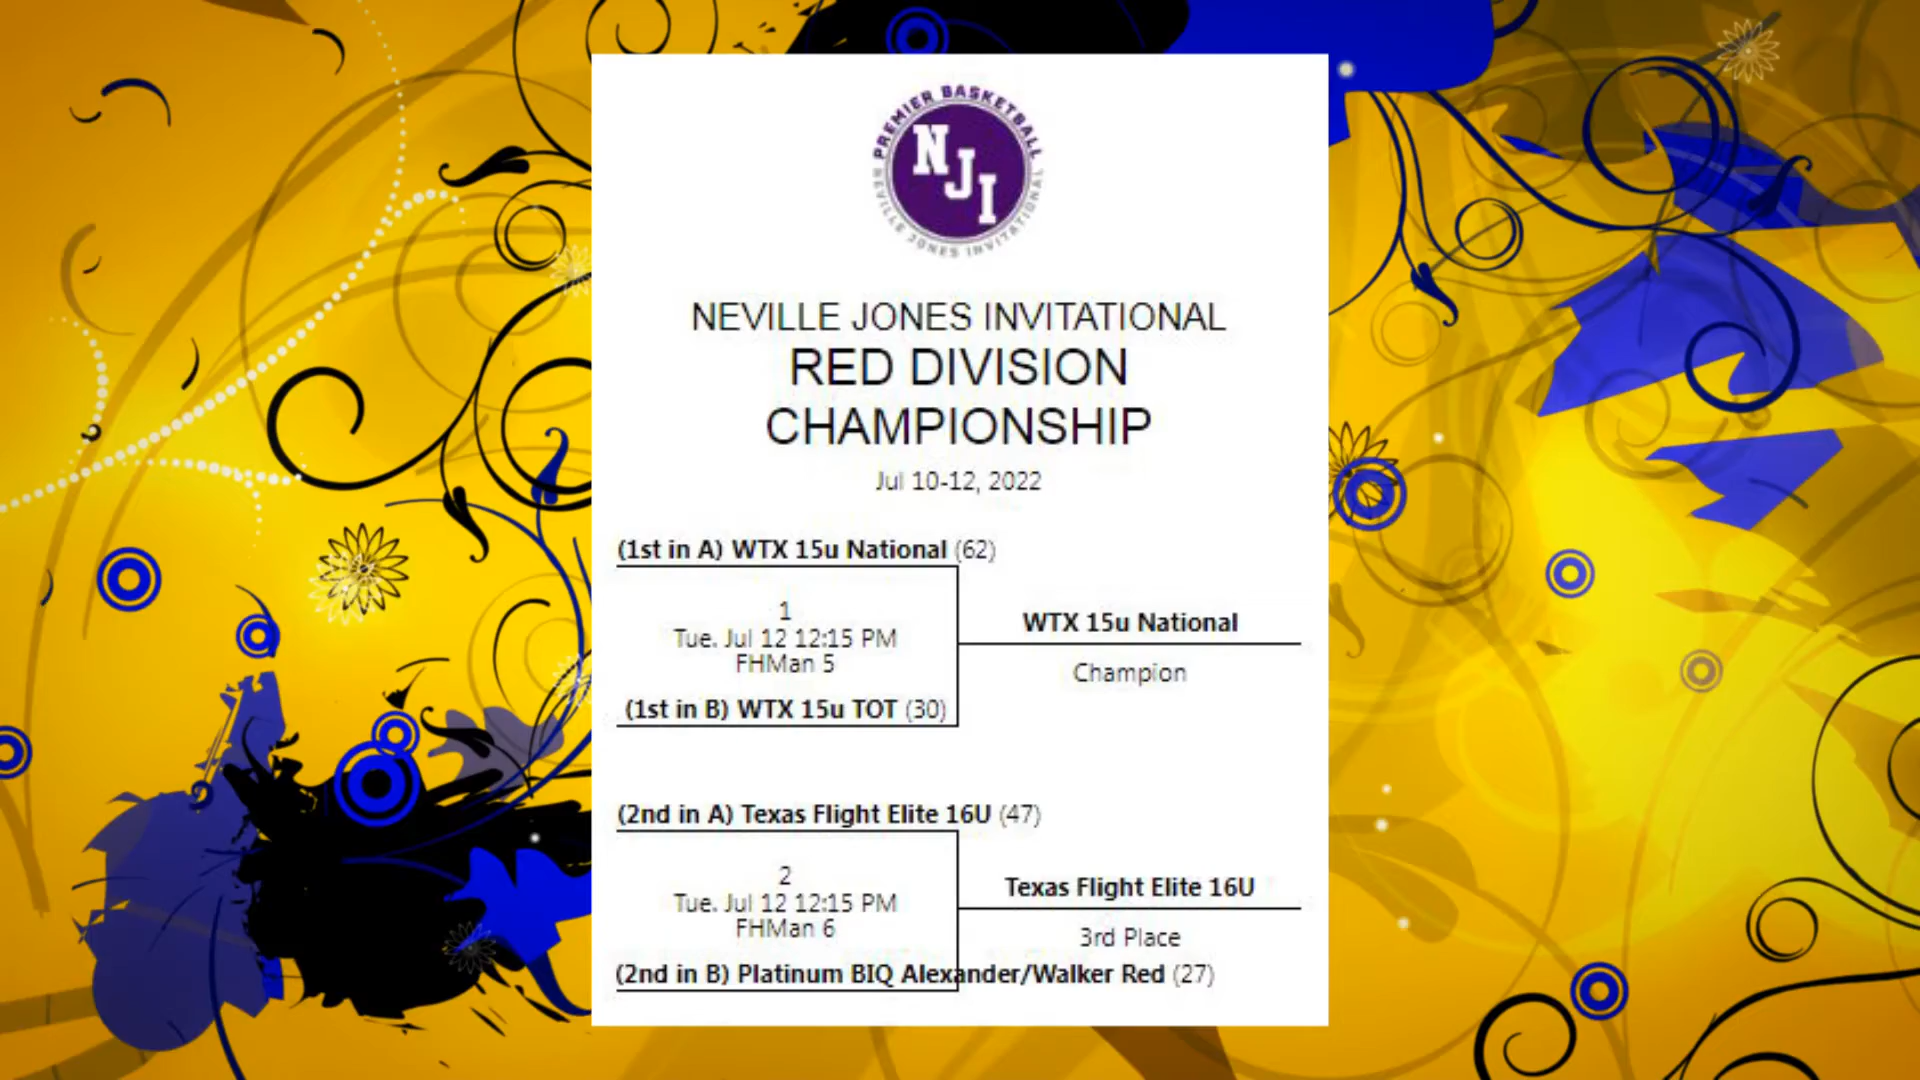 PREMIER BASKETBALL
NJI
NEVILLE JONES INVITATIONAL
NEVILLE JONES INVITATIONAL
RED DIVISION
CHAMPIONSHIP
Jul 10-12, 2022
(1st in A) WTX 15u National (62)
1
Tue. Jul 12 12:15 PM
FHMan 5
WTX 15u National
Champion
(1st in B) WTX 15u TOT (30)
(2nd in A) Texas Flight Elite 16U (47)
2
Tue. Jul 12 12:15 PM
FHMan 6
Texas Flight Elite 16U
3rd Place
(2nd in B) Platinum BIQ Alexander/Walker Red (27)